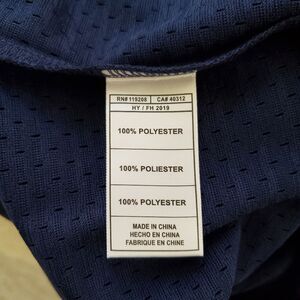 RN# 119208 CA# 40312
HY / FH 2019
100% POLYESTER
100% POLIESTER
100% POLYESTER
MADE IN CHINA
HECHO EN CHINA
FABRIQUE EN CHINE